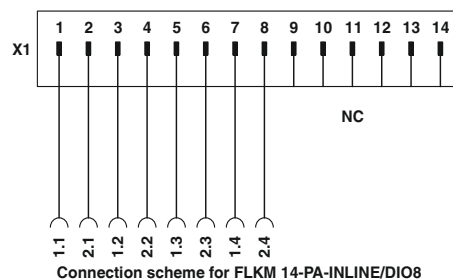 1 2 3 4 5 6 7 8 9 10 11 12 13 14
X1
NC
1.1 2.1 1.2 2.2 1.3 2.3 1.4 2.4
Connection scheme for FLKM 14-PA-INLINE/DIO8